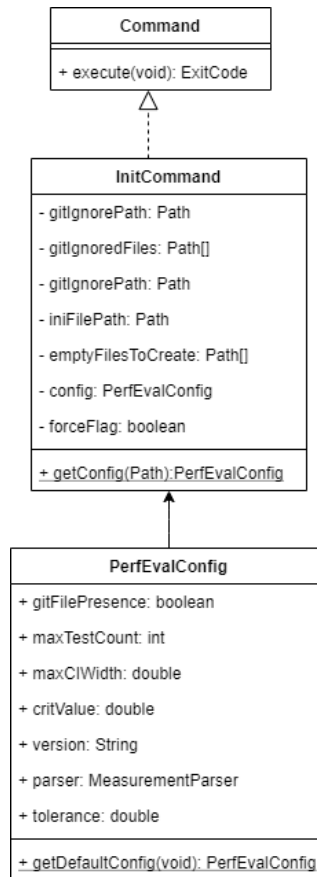 Command
+ execute(void): ExitCode
InitCommand
- gitIgnorePath: Path
- gitIgnoredFiles: Path[]
- gitIgnorePath: Path
- iniFilePath: Path
- emptyFilesToCreate: Path[]
- config: PerfEvalConfig
- forceFlag: boolean
+ getConfig(Path):PerfEvalConfig
PerfEvalConfig
+ gitFilePresence: boolean
+ maxTestCount: int
+ maxCIWidth: double
+ critValue: double
+ version: String
+ parser: MeasurementParser
+ tolerance: double
+ getDefaultConfig(void): PerfEvalConfig